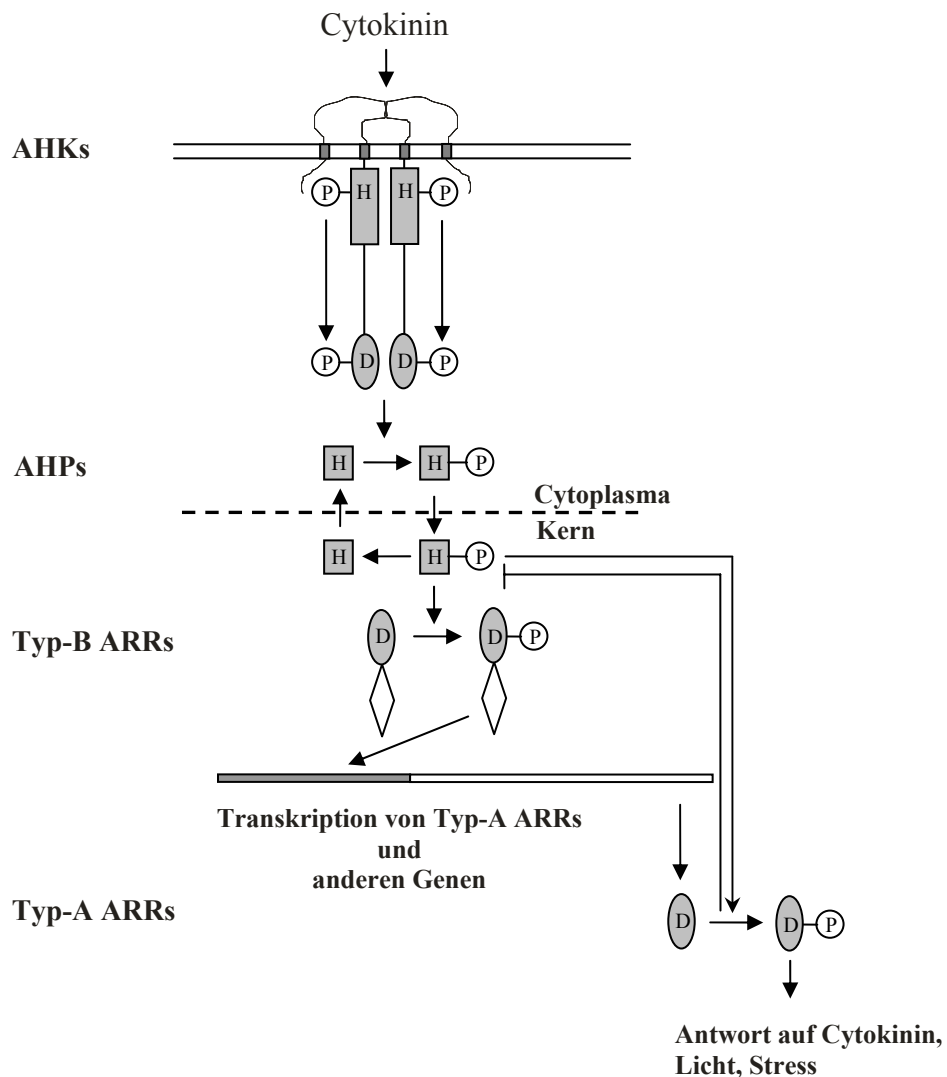 Cytokinin
AHKs
P H H P
P D D P
AHPs
H H P
Cytoplasma
Kern
H H P
Typ-B ARRs
D D P
Transkription von Typ-A ARRs
und
anderen Genen
Typ-A ARRs
D D P
Antwort auf Cytokinin,
Licht, Stress